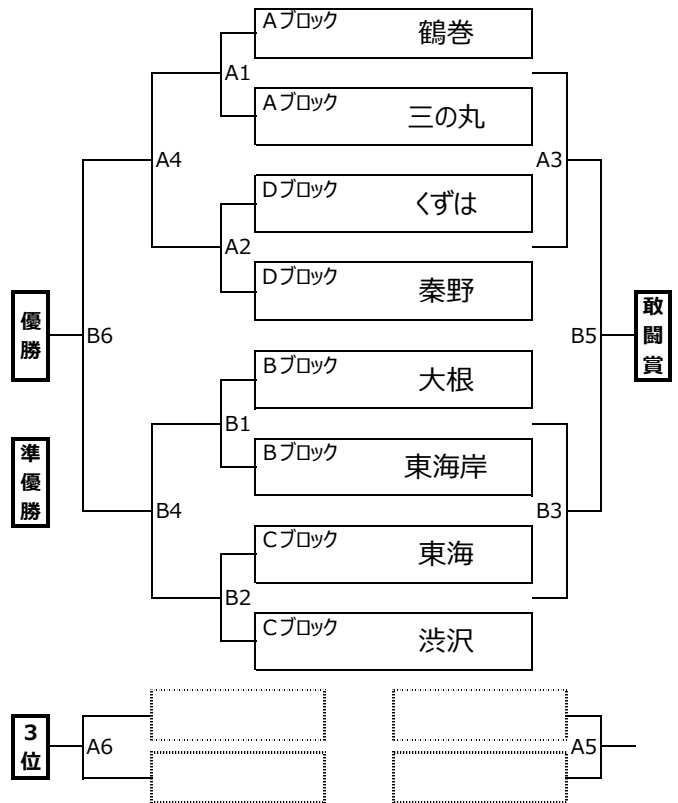 Aブロック 鶴巻
A1
Aブロック 三の丸
A4
A3
Dブロック くずは
A2
Dブロック 秦野
優勝
B6
B5
敢闘賞
Bブロック 大根
B1
準優勝
Bブロック 東海岸
B4
B3
Cブロック 東海
B2
Cブロック 渋沢
3位
A6
A5